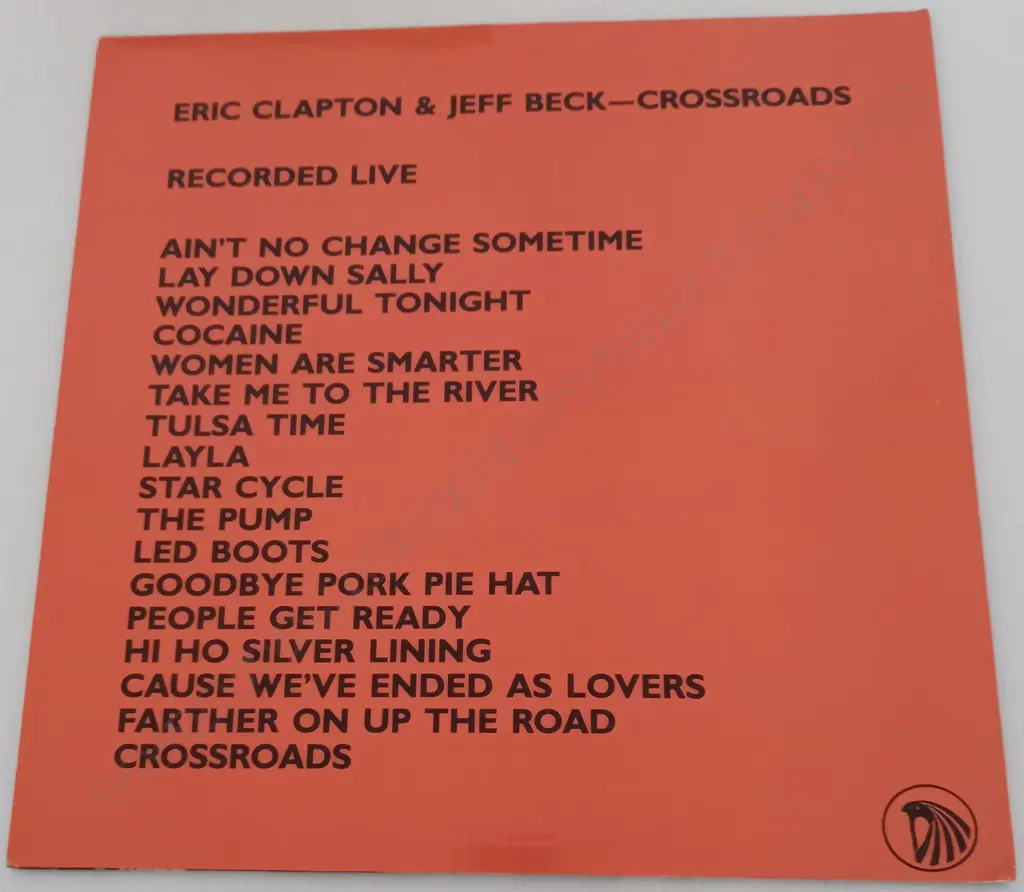 ERIC CLAPTON & JEFF BECK—CROSSROADS
RECORDED LIVE
AIN'T NO CHANGE SOMETIME
LAY DOWN SALLY
WONDERFUL TONIGHT
COCAINE
WOMEN ARE SMARTER
TAKE ME TO THE RIVER
TULSA TIME
LAYLA
STAR CYCLE
THE PUMP
LED BOOTS
GOODBYE PORK PIE HAT
PEOPLE GET READY
HI HO SILVER LINING
CAUSE WE'VE ENDED AS LOVERS
FARTHER ON UP THE ROAD
CROSSROADS